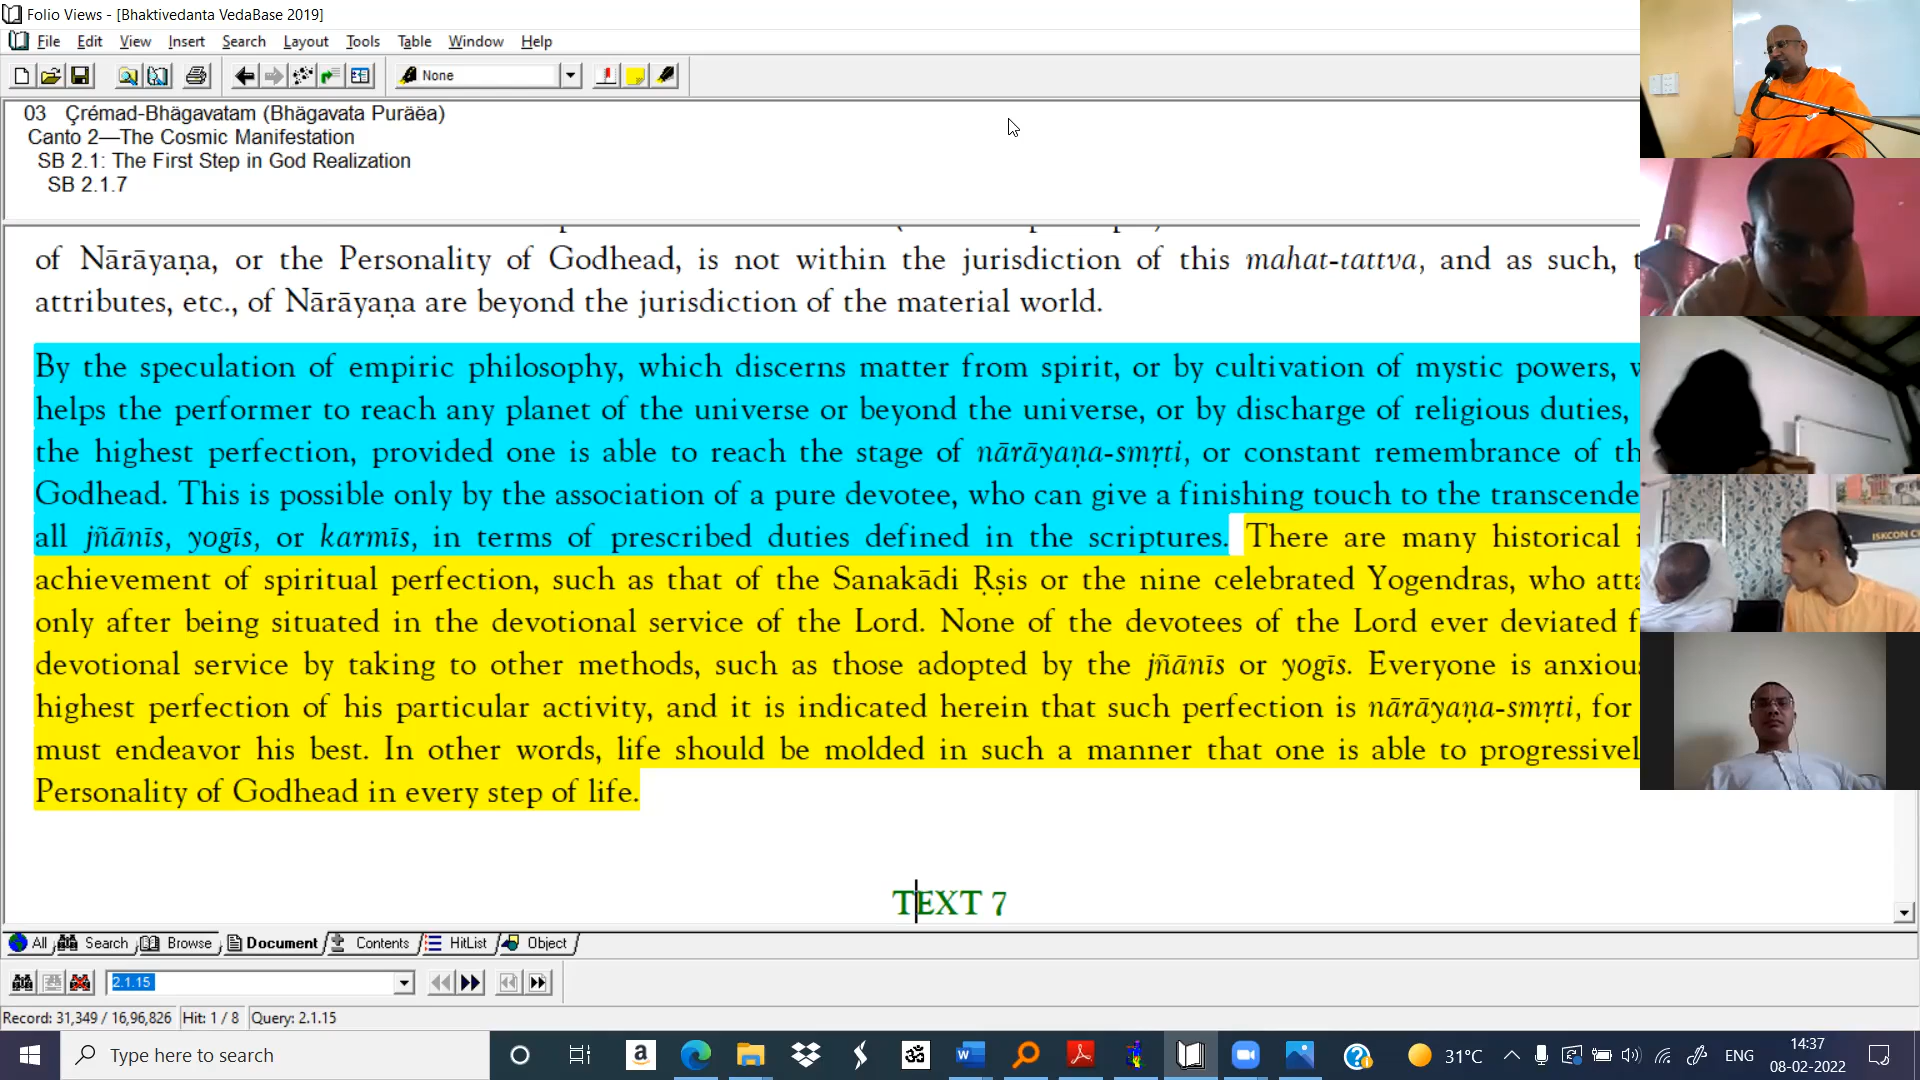 Folio Views - [Bhaktivedanta VedaBase 2019]
File Edit View Insert Search Layout Tools Table Window Help
None
03 Çrémad-Bhägavatam (Bhägavata Puräëa)
Canto 2—The Cosmic Manifestation
SB 2.1: The First Step in God Realization
SB 2.1.7
of Nārāyaṇa, or the Personality of Godhead, is not within the jurisdiction of this mahat-tattva, and as such,
attributes, etc., of Nārāyaṇa are beyond the jurisdiction of the material world.
By the speculation of empiric philosophy, which discerns matter from spirit, or by cultivation of mystic powers,
helps the performer to reach any planet of the universe or beyond the universe, or by discharge of religious duties,
the highest perfection, provided one is able to reach the stage of nārāyaṇa-smṛti, or constant remembrance of
Godhead. This is possible only by the association of a pure devotee, who can give a finishing touch to the
all jñānīs, yogīs, or karmīs, in terms of prescribed duties defined in the scriptures. There are many historical
achievement of spiritual perfection, such as that of the Sanakādi Ṛṣis or the nine celebrated Yogendras, who
only after being situated in the devotional service of the Lord. None of the devotees of the Lord ever deviated
devotional service by taking to other methods, such as those adopted by the jñānīs or yogīs. Everyone is
highest perfection of his particular activity, and it is indicated herein that such perfection is nārāyaṇa-smṛti, for
must endeavor his best. In other words, life should be molded in such a manner that one is able to
Personality of Godhead in every step of life.
TEXT 7
ISKCON
All Search Browse Document Contents HitList Object
2.1.15
Record: 31,349 / 16,96,826 Hit: 1 / 8 Query: 2.1.15
Type here to search
31°C ENG
14:37
08-02-2022